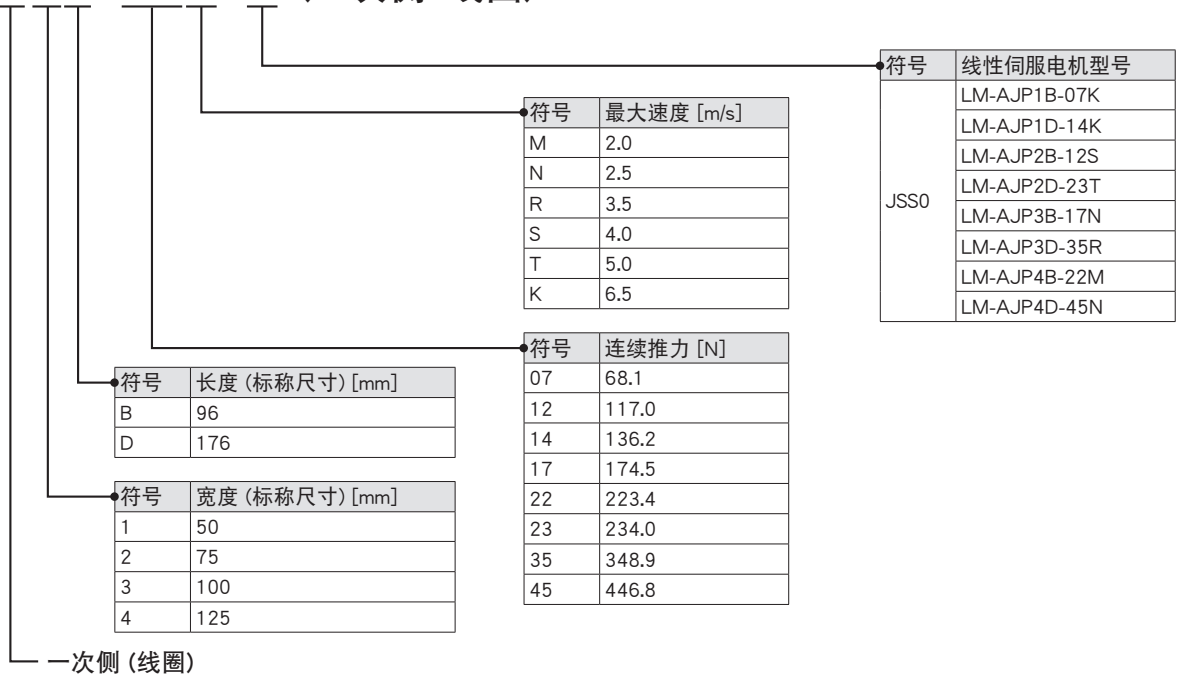 符号 线性伺服电机型号
JSS0
LM-AJP1B-07K
LM-AJP1D-14K
LM-AJP2B-12S
LM-AJP2D-23T
LM-AJP3B-17N
LM-AJP3D-35R
LM-AJP4B-22M
LM-AJP4D-45N
符号 最大速度 [m/s]
M 2.0
N 2.5
R 3.5
S 4.0
T 5.0
K 6.5
符号 连续推力 [N]
07 68.1
12 117.0
14 136.2
17 174.5
22 223.4
23 234.0
35 348.9
45 446.8
符号 长度 (标称尺寸) [mm]
B 96
D 176
符号 宽度 (标称尺寸) [mm]
1 50
2 75
3 100
4 125
一次侧 (线圈)